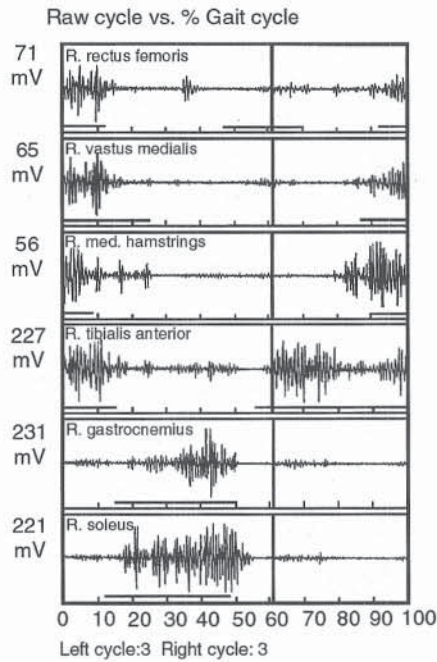 Raw cycle vs. % Gait cycle
71 mV R. rectus femoris
65 mV R. vastus medialis
56 mV R. med. hamstrings
227 mV R. tibialis anterior
231 mV R. gastrocnemius
221 mV R. soleus
0 10 20 30 40 50 60 70 80 90 100
Left cycle:3 Right cycle: 3